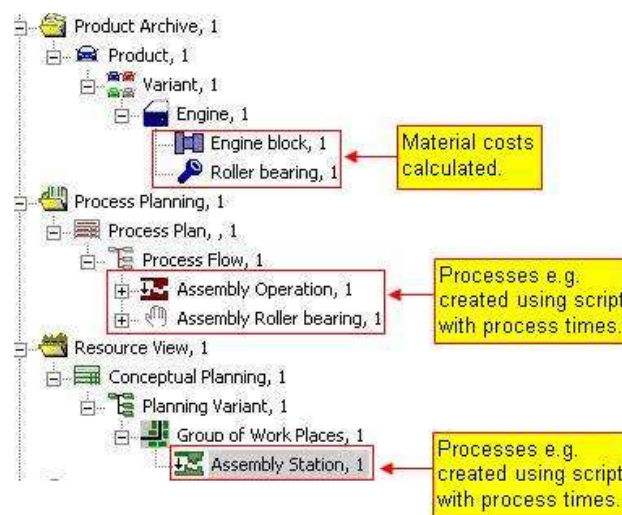 Product Archive, 1
Product, 1
Variant, 1
Engine, 1
Engine block, 1
Roller bearing, 1
Material costs
calculated.
Process Planning, 1
Process Plan, , 1
Process Flow, 1
Assembly Operation, 1
Assembly Roller bearing, 1
Processes e.g.
created using script
with process times.
Resource View, 1
Conceptual Planning, 1
Planning Variant, 1
Group of Work Places, 1
Assembly Station, 1
Processes e.g.
created using script
with process times.